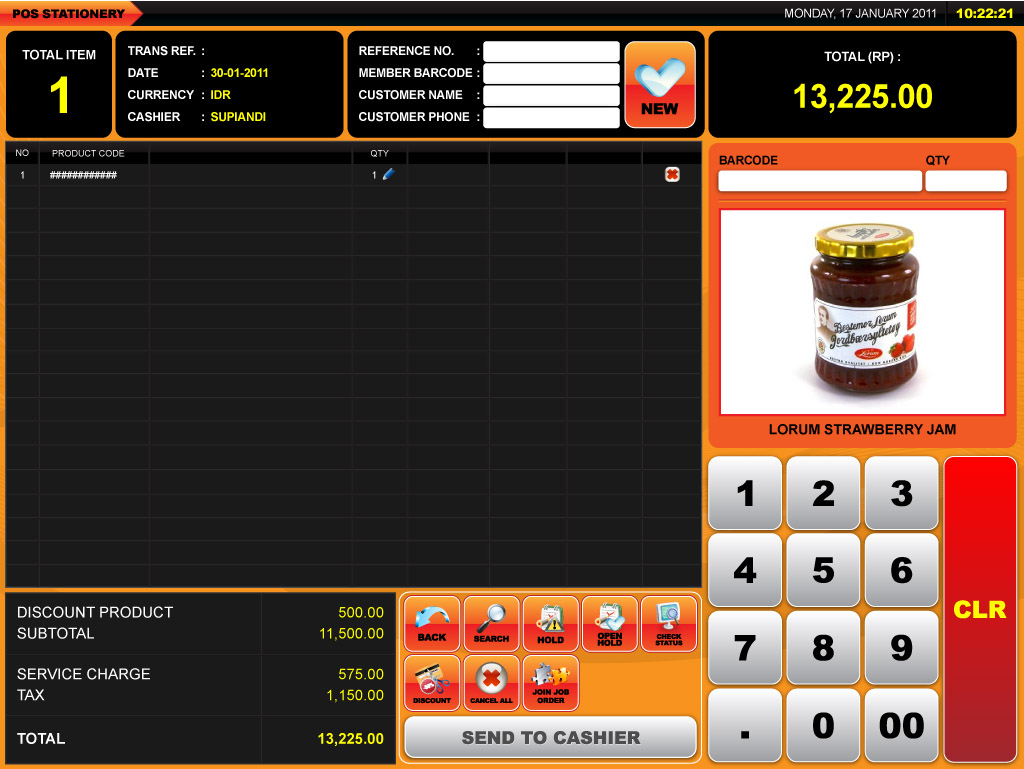 POS STATIONERY
MONDAY, 17 JANUARY 2011
10:22:21
TOTAL ITEM
1
TRANS REF. :
DATE : 30-01-2011
CURRENCY : IDR
CASHIER : SUPIANDI
REFERENCE NO. :
MEMBER BARCODE :
CUSTOMER NAME :
CUSTOMER PHONE :
NEW
TOTAL (RP) :
13,225.00
NO PRODUCT CODE QTY
1 ############ 1
BARCODE QTY
Bestemor Lerum
Jordbærsyltetøy
Lerum
LORUM STRAWBERRY JAM
DISCOUNT PRODUCT 500.00
SUBTOTAL 11,500.00
SERVICE CHARGE 575.00
TAX 1,150.00
TOTAL 13,225.00
BACK
SEARCH
HOLD
OPEN
HOLD
CHECK
STATUS
DISCOUNT
CANCEL ALL
JOIN JOB
ORDER
SEND TO CASHIER
1 2 3
4 5 6
7 8 9
. 0 00
CLR